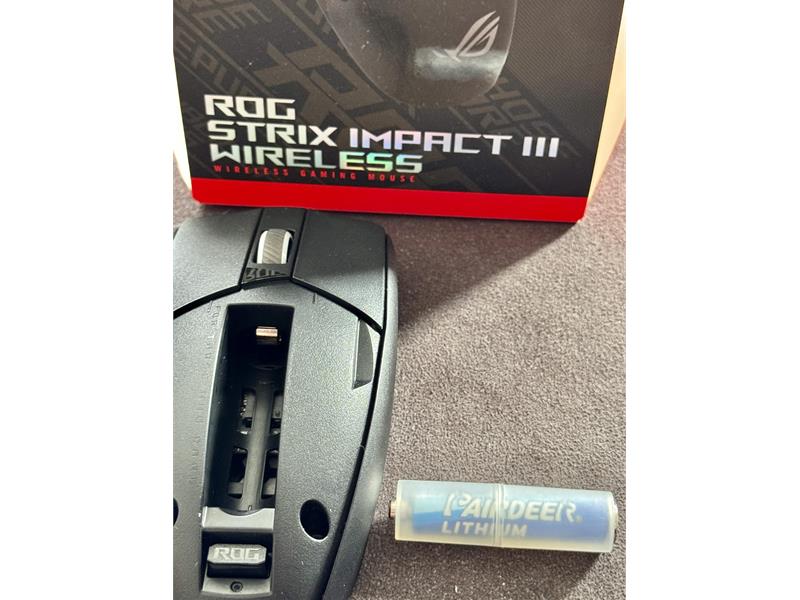 ROG
STRIX IMPACT III
WIRELESS
WIRELESS GAMING MOUSE
ROG
PAIRDEER®
LITHIUM